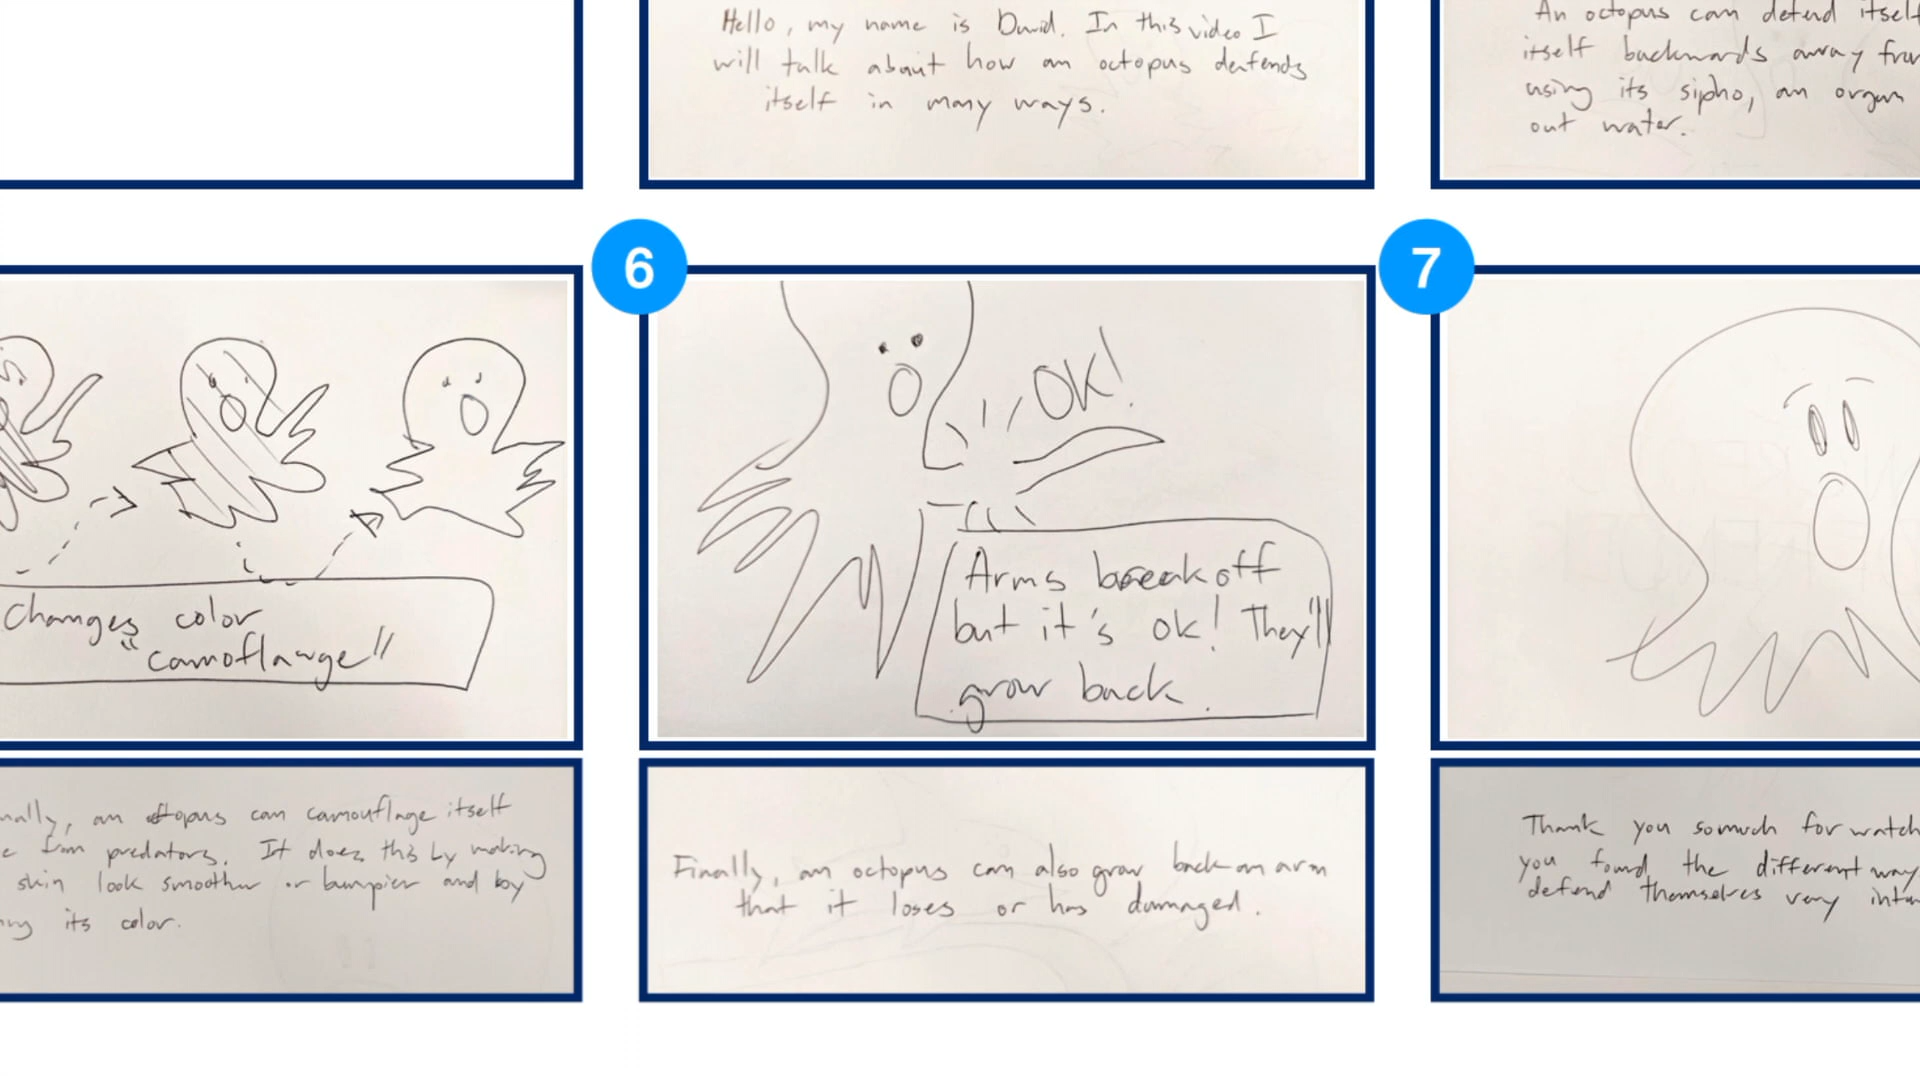 Hello, my name is David. In this video I
will talk about how an octopus defends
itself in many ways.
An octopus can defend itself
itself backwards away from
using its sipho, an organ
out water.
6
7
OK!
Changes color
"camoflauge"
Arms break off
but it's ok! They'll
grow back.
nally, an octopus can camouflage itself
e from predators. It does this by making
skin look smoother or bumpier and by
ng its color.
Finally, an octopus can also grow back an arm
that it loses or has damaged.
Thank you so much for watch
you found the different way
defend themselves very inte